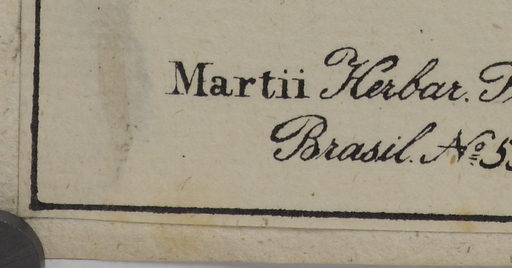 Martii Herbar.
Brasil. №